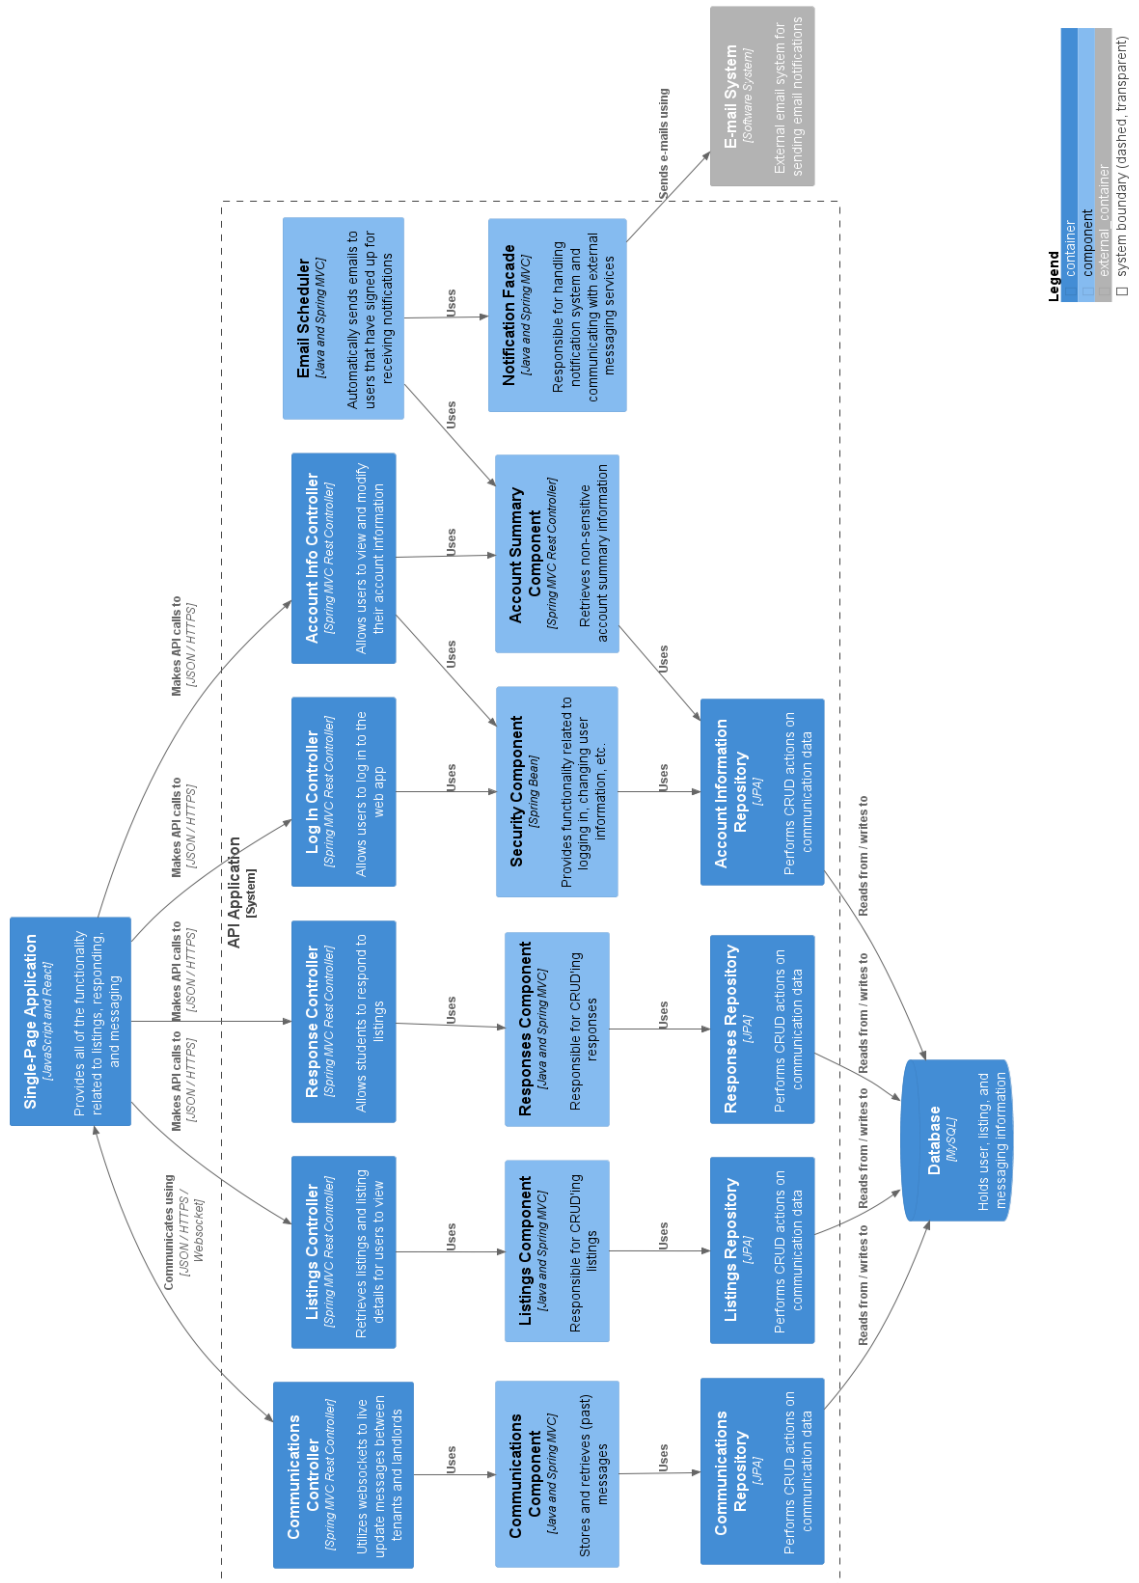 Single-Page Application
[JavaScript and React]
Provides all of the functionality
related to listings, responding,
and messaging
Communicates using
[JSON / HTTPS /
Websocket]
Makes API calls to
[JSON / HTTPS]
Makes API calls to
[JSON / HTTPS]
Makes API calls to
[JSON / HTTPS]
Makes API calls to
[JSON / HTTPS]
API Application
[System]
Communications
Controller
[Spring MVC Rest Controller]
Utilizes websockets to live
update messages between
tenants and landlords
Listings Controller
[Spring MVC Rest Controller]
Retrieves listings and listing
details for users to view
Response Controller
[Spring MVC Rest Controller]
Allows students to respond to
listings
Log In Controller
[Spring MVC Rest Controller]
Allows users to log in to the
web app
Account Info Controller
[Spring MVC Rest Controller]
Allows users to view and modify
their account information
Email Scheduler
[Java and Spring MVC]
Automatically sends emails to
users that have signed up for
receiving notifications
Uses
Uses
Uses
Uses
Uses
Uses
Uses
Uses
Communications
Component
[Java and Spring MVC]
Stores and retrieves (past)
messages
Listings Component
[Java and Spring MVC]
Responsible for CRUD'ing
listings
Responses Component
[Java and Spring MVC]
Responsible for CRUD'ing
responses
Security Component
[Spring Bean]
Provides functionality related to
logging in, changing user
information, etc.
Account Summary
Component
[Spring MVC Rest Controller]
Retrieves non-sensitive
account summary information
Notification Facade
[Java and Spring MVC]
Responsible for handling
notification system and
communicating with external
messaging services
Uses
Uses
Uses
Uses
Uses
Sends e-mails using
Communications
Repository
[JPA]
Performs CRUD actions on
communication data
Listings Repository
[JPA]
Performs CRUD actions on
communication data
Responses Repository
[JPA]
Performs CRUD actions on
communication data
Account Information
Repository
[JPA]
Performs CRUD actions on
communication data
E-mail System
[Software System]
External email system for
sending email notifications
Reads from / writes to
Reads from / writes to
Reads from / writes to
Reads from / writes to
Database
[MySQL]
Holds user, listing, and
messaging information
Legend
container
component
external_container
system boundary (dashed, transparent)